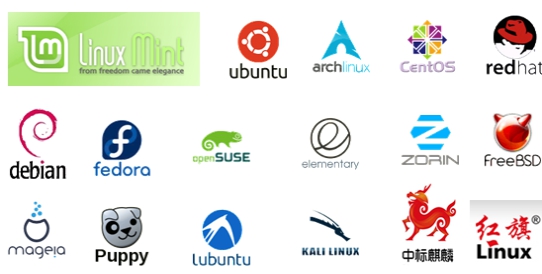 Linux Mint
from freedom came elegance
ubuntu
archlinux
CentOS
redhat
debian
fedora
openSUSE
elementary
ZORIN
FreeBSD
mageia
Puppy
Lubuntu
KALI LINUX
中标麒麟
红旗®
Linux